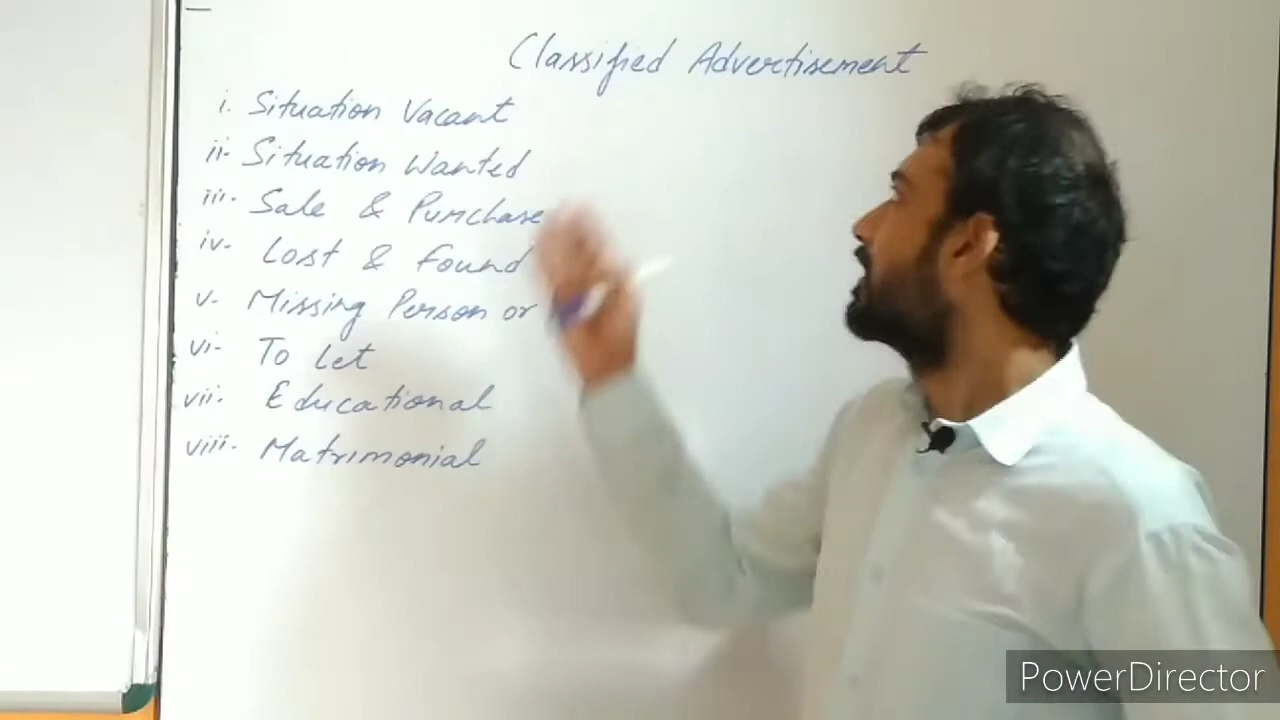 Classified Advertisement
i. Situation Vacant
ii- Situation Wanted
iii- Sale & Purchase
iv- Lost & found
v- Missing Person or
vi- To Let
vii- Educational
viii- Matrimonial
PowerDirector